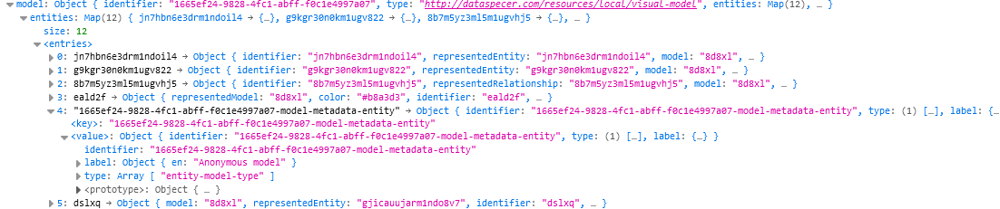 model: Object { identifier: "1665ef24-9828-4fc1-abff-f0c1e4997a07", type: "http://dataspecer.com/resources/local/visual-model", entities: Map(12), … }
entities: Map(12) { jn7hbn6e3drm1ndoil4 → {…}, g9kgr30n0km1ugv822 → {…}, 8b7m5yz3ml5m1ugvhj5 → {…}, … }
size: 12
<entries>
0: jn7hbn6e3drm1ndoil4 → Object { identifier: "jn7hbn6e3drm1ndoil4", representedEntity: "jn7hbn6e3drm1ndoil4", model: "8d8xl", … }
1: g9kgr30n0km1ugv822 → Object { identifier: "g9kgr30n0km1ugv822", representedEntity: "g9kgr30n0km1ugv822", model: "8d8xl", … }
2: 8b7m5yz3ml5m1ugvhj5 → Object { identifier: "8b7m5yz3ml5m1ugvhj5", representedRelationship: "8b7m5yz3ml5m1ugvhj5", model: "8d8xl", … }
3: eald2f → Object { representedModel: "8d8xl", color: "#b8a3d3", identifier: "eald2f", … }
4: "1665ef24-9828-4fc1-abff-f0c1e4997a07-model-metadata-entity" → Object { identifier: "1665ef24-9828-4fc1-abff-f0c1e4997a07-model-metadata-entity", type: (1) […], label: {…
<key>: "1665ef24-9828-4fc1-abff-f0c1e4997a07-model-metadata-entity"
<value>: Object { identifier: "1665ef24-9828-4fc1-abff-f0c1e4997a07-model-metadata-entity", type: (1) […], label: {…} }
identifier: "1665ef24-9828-4fc1-abff-f0c1e4997a07-model-metadata-entity"
label: Object { en: "Anonymous model" }
type: Array [ "entity-model-type" ]
<prototype>: Object { … }
5: dslxq → Object { model: "8d8xl", representedEntity: "gjicauujarm1ndo8v7", identifier: "dslxq", … }